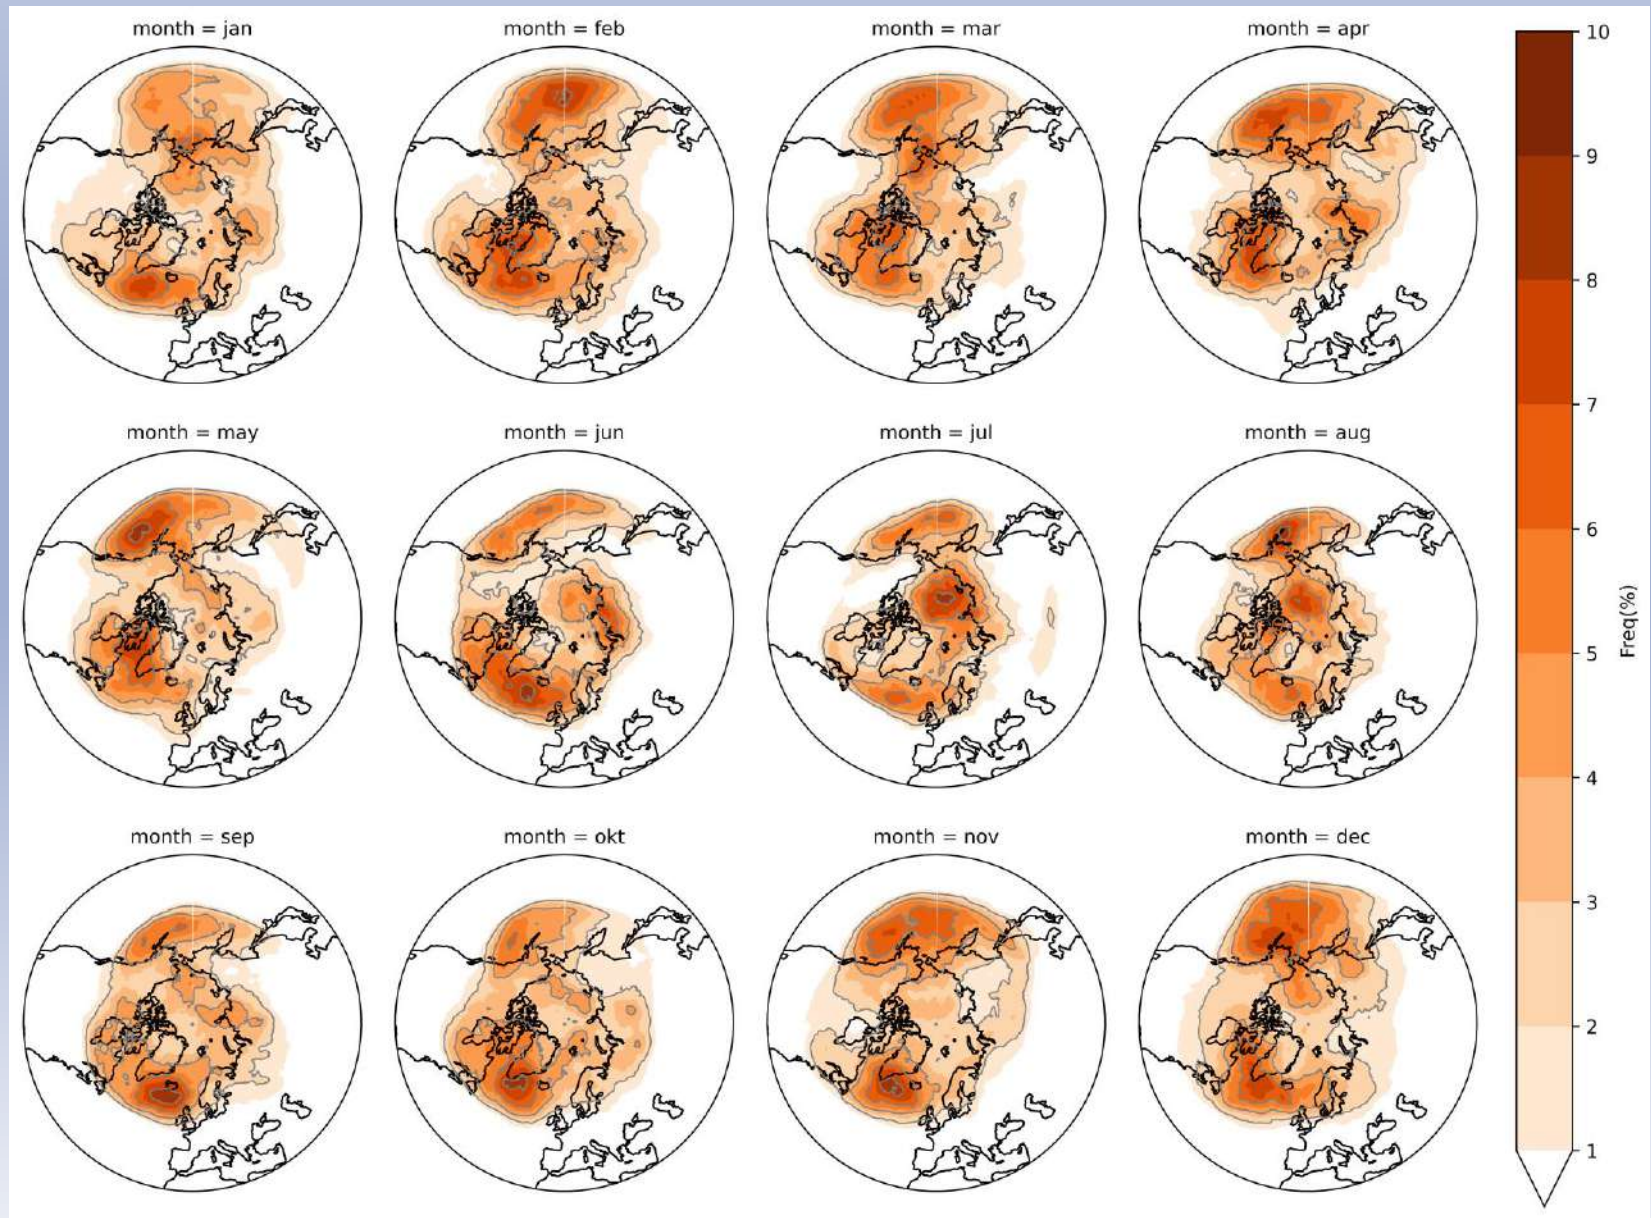 month = jan
month = feb
month = mar
month = apr
month = may
month = jun
month = jul
month = aug
month = sep
month = okt
month = nov
month = dec
10
9
8
7
6
5
4
3
2
1
Freq(%)